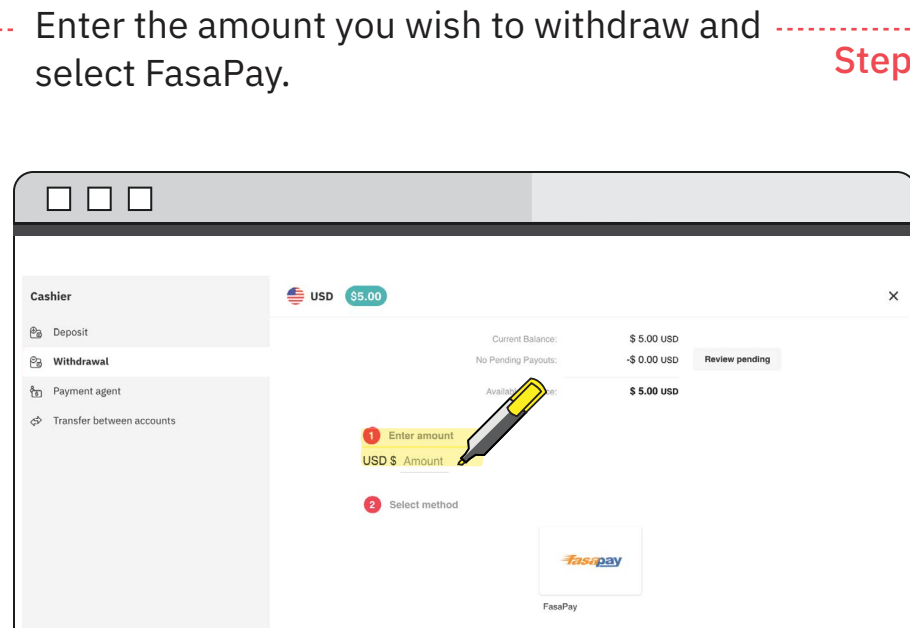 Enter the amount you wish to withdraw and
select FasaPay.
Step
Cashier
USD $5.00
×
Deposit
Withdrawal
Payment agent
Transfer between accounts
Current Balance: $ 5.00 USD
No Pending Payouts: -$ 0.00 USD Review pending
$ 5.00 USD
1 Enter amount
USD $ Amount
2 Select method
fasapay
FasaPay